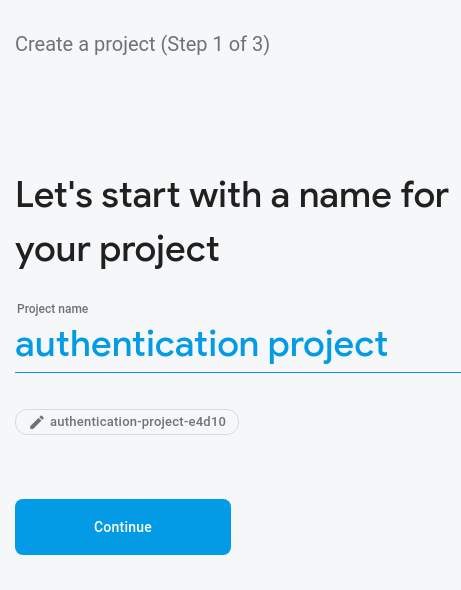 Create a project (Step 1 of 3)
Let's start with a name for
your project
Project name
authentication project
authentication-project-e4d10
Continue